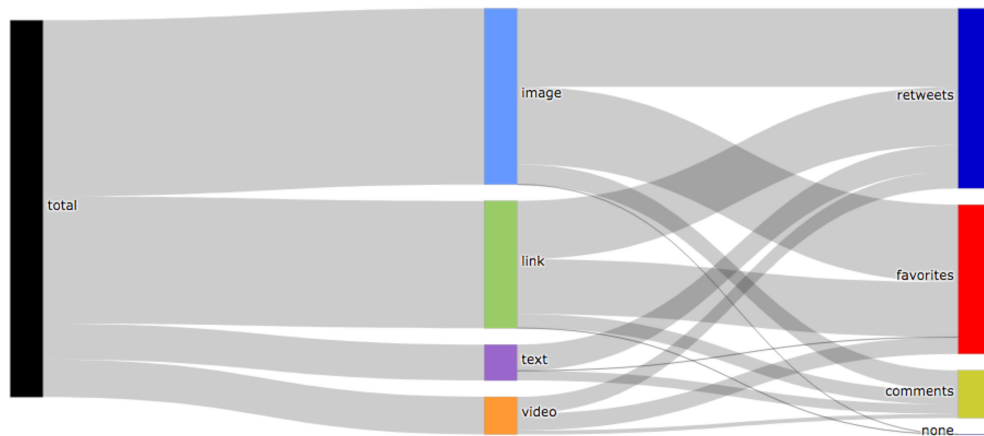 total
image
link
text
video
retweets
favorites
comments
none